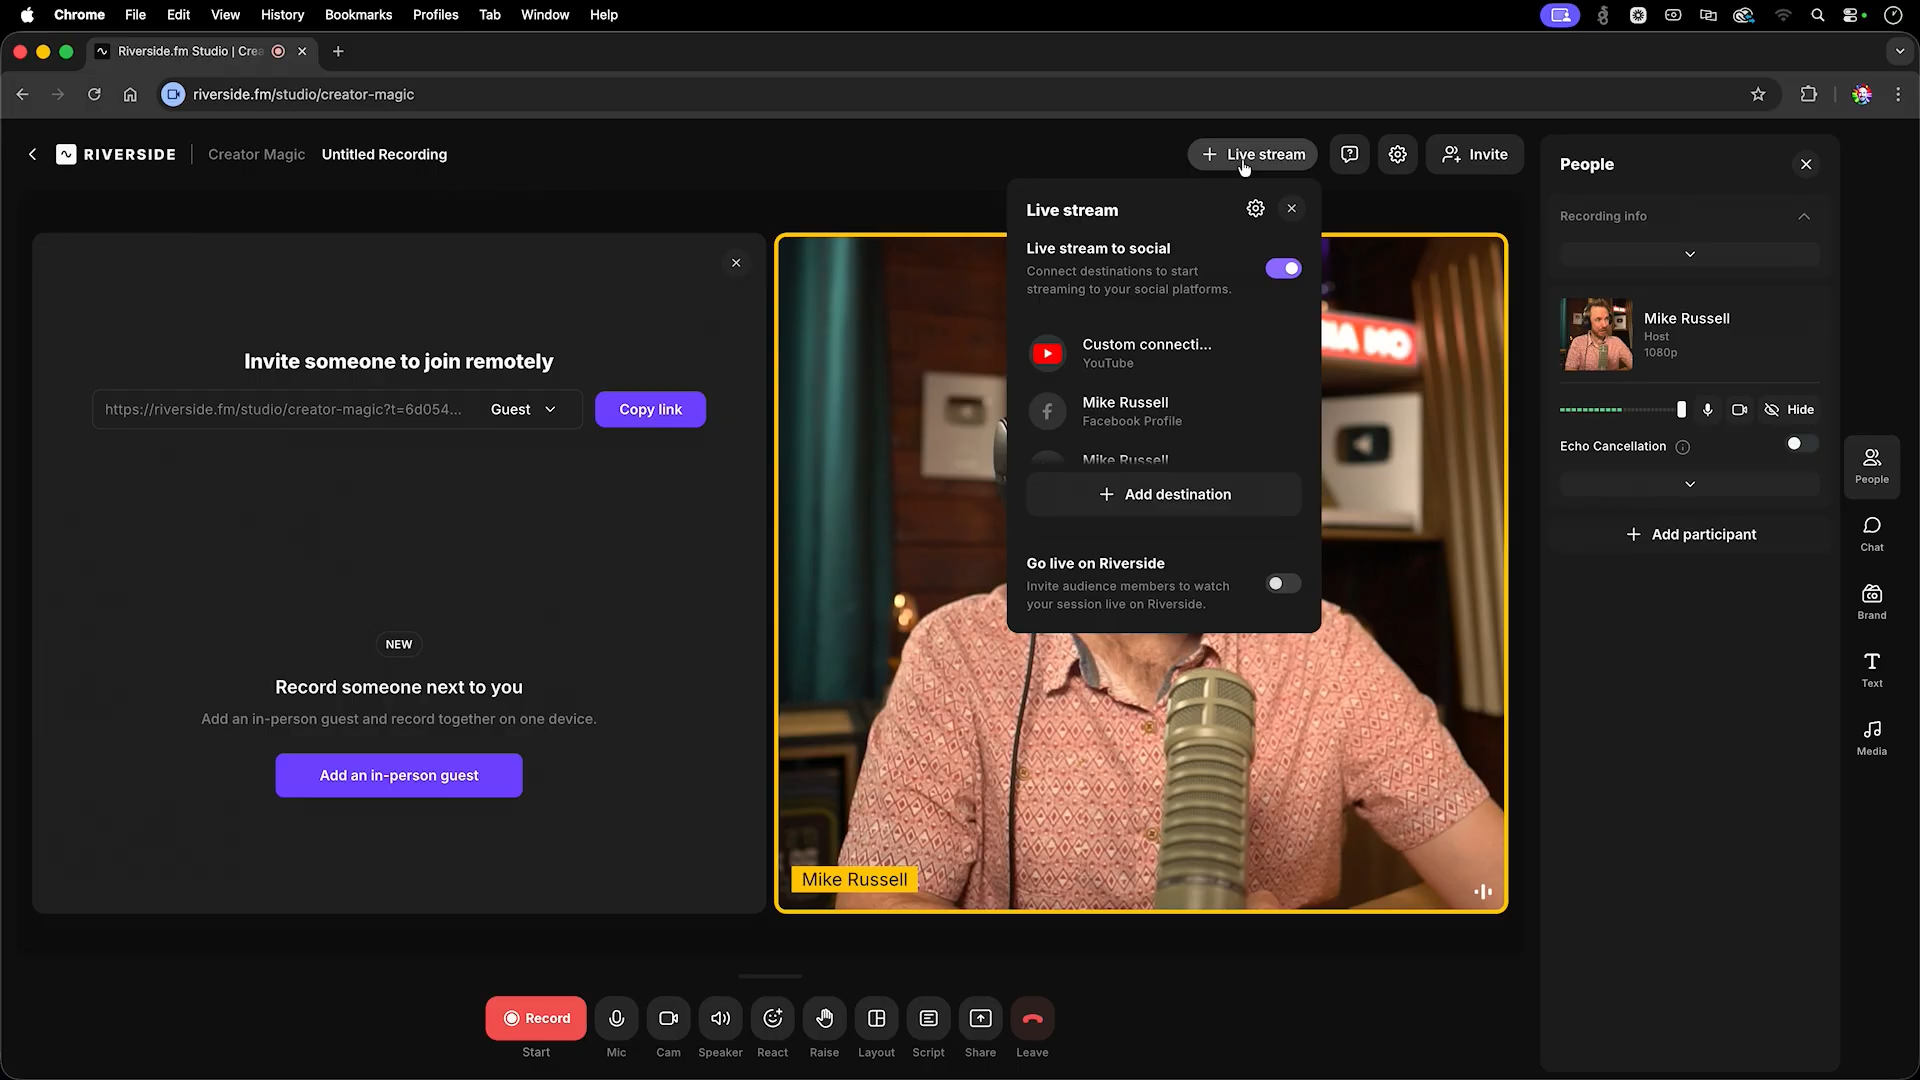 Chrome File Edit View History Bookmarks Profiles Tab Window Help
Riverside.fm Studio | Crea
riverside.fm/studio/creator-magic
RIVERSIDE Creator Magic Untitled Recording
Live stream
Invite
Invite someone to join remotely
https://riverside.fm/studio/creator-magic?t=6d054...
Guest
Copy link
NEW
Record someone next to you
Add an in-person guest and record together on one device.
Add an in-person guest
Live stream
Live stream to social
Connect destinations to start
streaming to your social platforms.
Custom connecti...
YouTube
Mike Russell
Facebook Profile
Mike Russell
Add destination
Go live on Riverside
Invite audience members to watch
your session live on Riverside.
Mike Russell
People
Recording info
Mike Russell
Host
1080p
Hide
Echo Cancellation
Add participant
People
Chat
Brand
Text
Media
Record
Start
Mic
Cam
Speaker
React
Raise
Layout
Script
Share
Leave